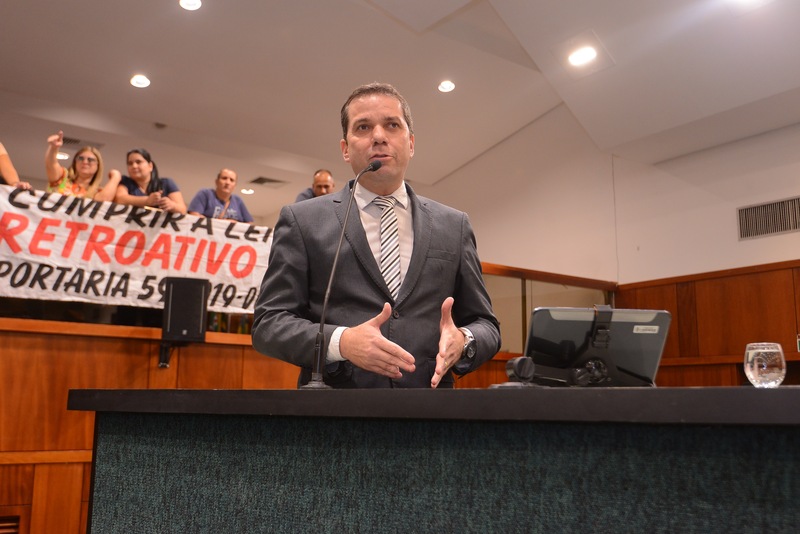 CUMPRIR A LEI
RETROATIVO
PORTARIA 59 19-0